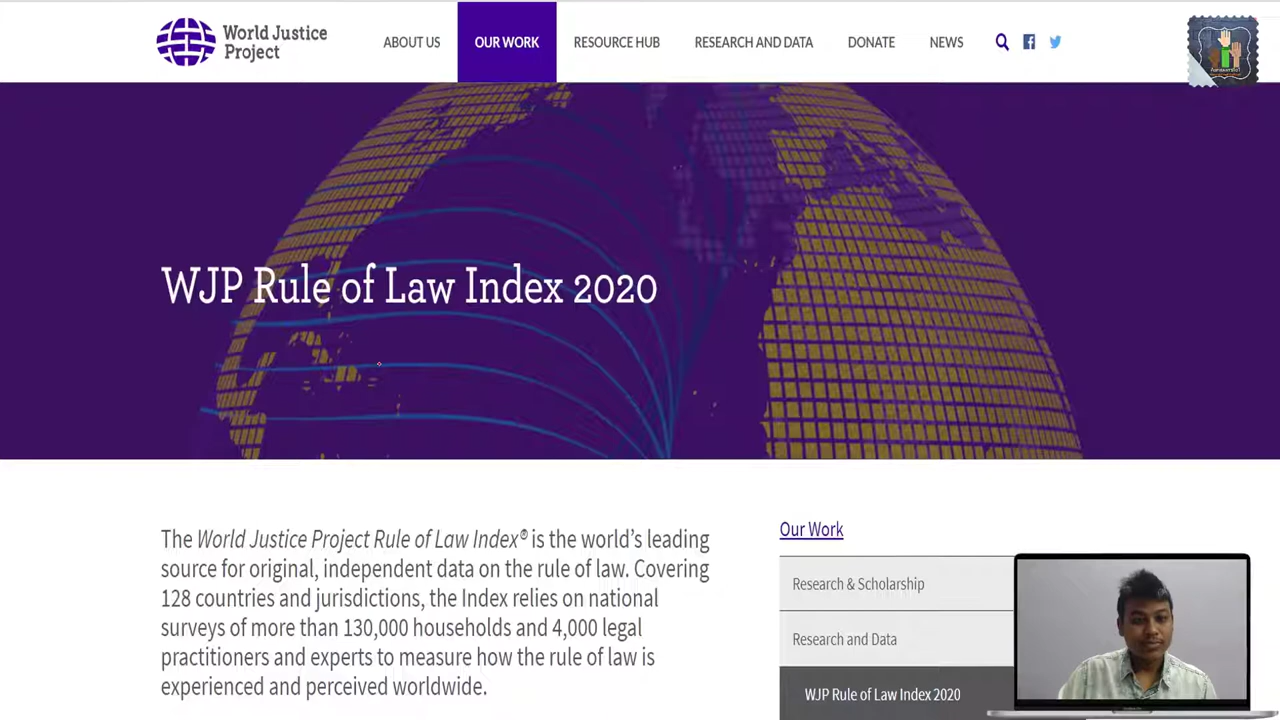 World Justice
Project
ABOUT US
OUR WORK
RESOURCE HUB
RESEARCH AND DATA
DONATE
NEWS
WJP Rule of Law Index 2020
The World Justice Project Rule of Law Index® is the world’s leading
source for original, independent data on the rule of law. Covering
128 countries and jurisdictions, the Index relies on national
surveys of more than 130,000 households and 4,000 legal
practitioners and experts to measure how the rule of law is
experienced and perceived worldwide.
Our Work
Research & Scholarship
Research and Data
WJP Rule of Law Index 2020